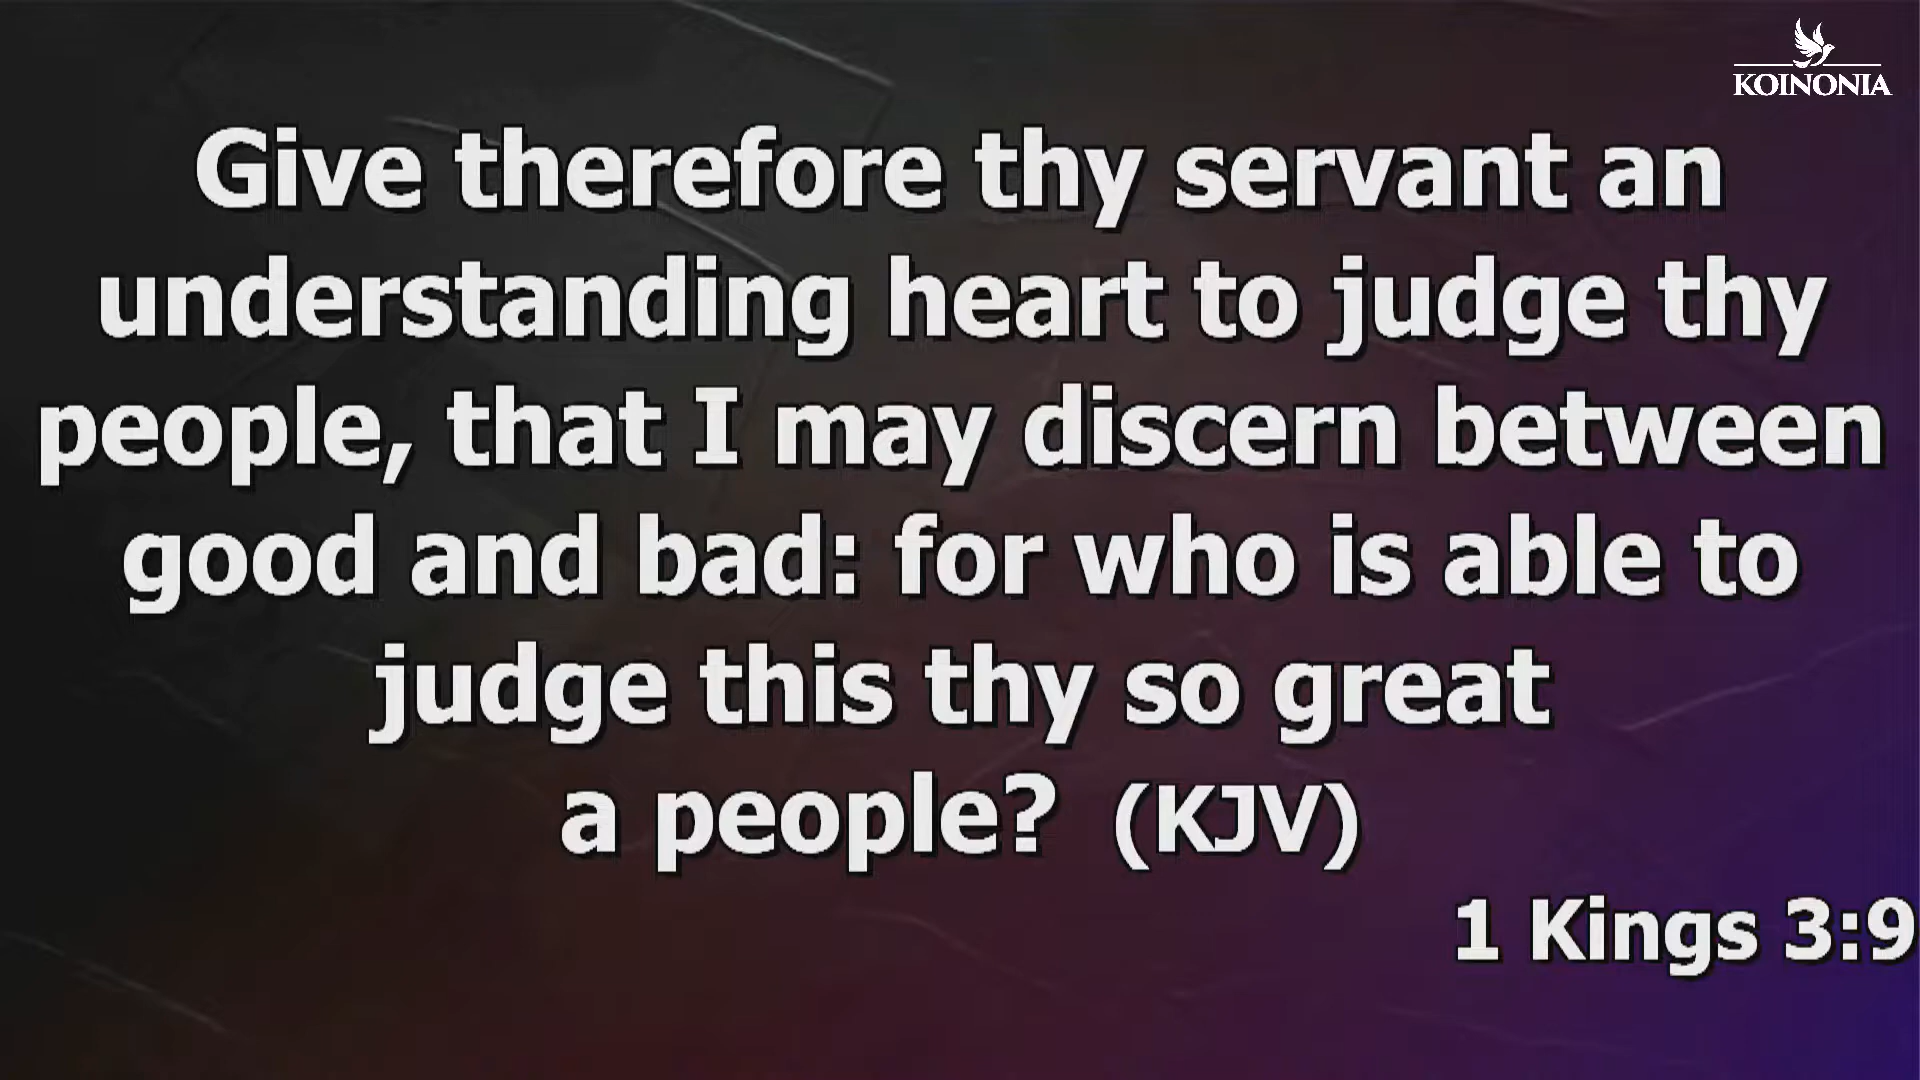 KOINONIA
Give therefore thy servant an
understanding heart to judge thy
people, that I may discern between
good and bad: for who is able to
judge this thy so great
a people? (KJV)
1 Kings 3:9